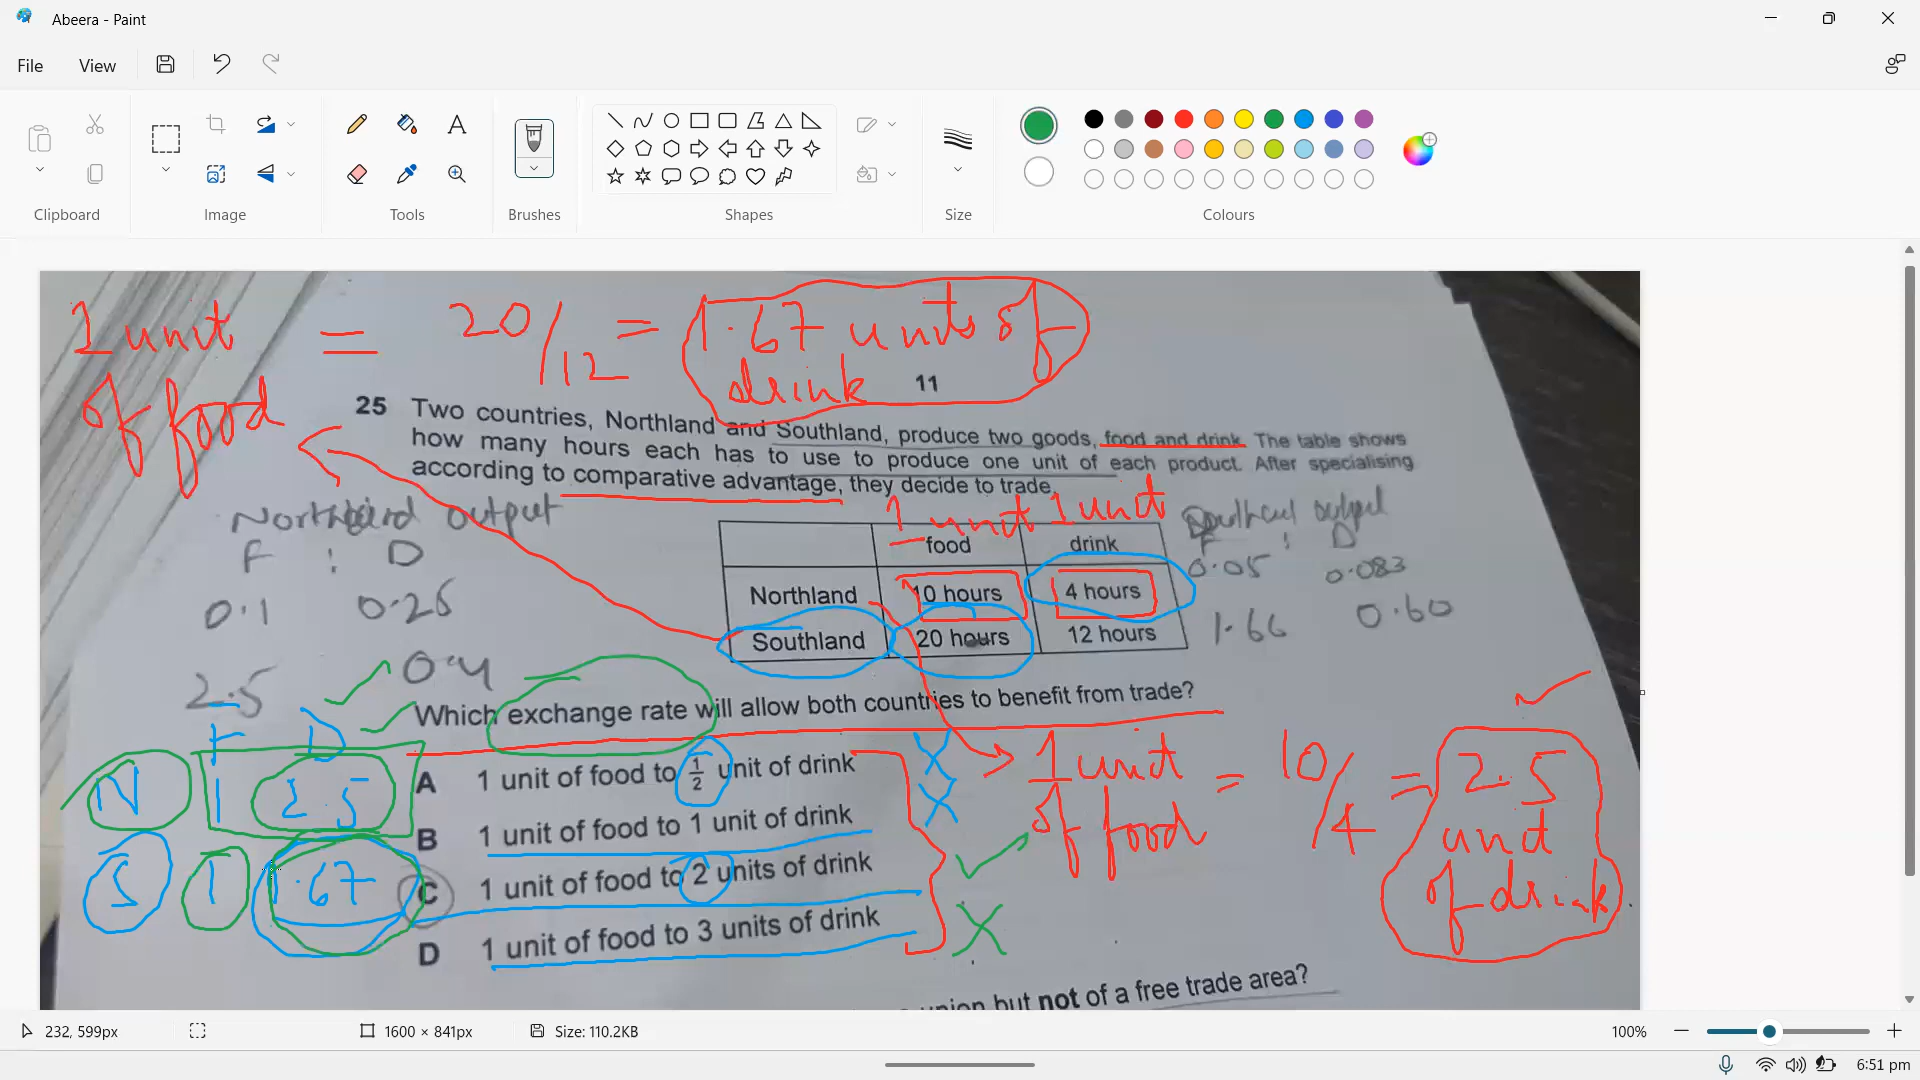 Abeera - Paint
File View
Clipboard Image Tools Brushes Shapes Size Colours
1 unit of food = 20/12 = 1.67 units of drink
11
25 Two countries, Northland and Southland, produce two goods, food and drink. The table shows
how many hours each has to use to produce one unit of each product. After specialising
according to comparative advantage, they decide to trade.
Northland output
F : D
0.1 0.25
2.5 0.4
1 unit 1 unit
food drink
Northland 10 hours 4 hours
Southland 20 hours 12 hours
output
: D
0.05 0.083
1.66 0.60
Which exchange rate will allow both countries to benefit from trade?
F D
N 1 2.5
S 1 1.67
A 1 unit of food to 1/2 unit of drink
B 1 unit of food to 1 unit of drink
C 1 unit of food to 2 units of drink
D 1 unit of food to 3 units of drink
1 unit of food = 10/4 = 2.5 unit of drink
union but not of a free trade area?
232, 599px 1600 × 841px Size: 110.2KB 100%
6:51 pm